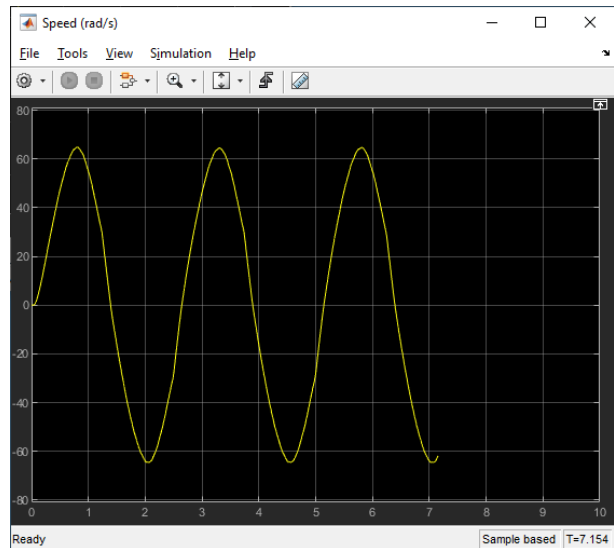 Speed (rad/s)
File Tools View Simulation Help
80
60
40
20
0
-20
-40
-60
-80
0 1 2 3 4 5 6 7 8 9 10
Ready Sample based T=7.154